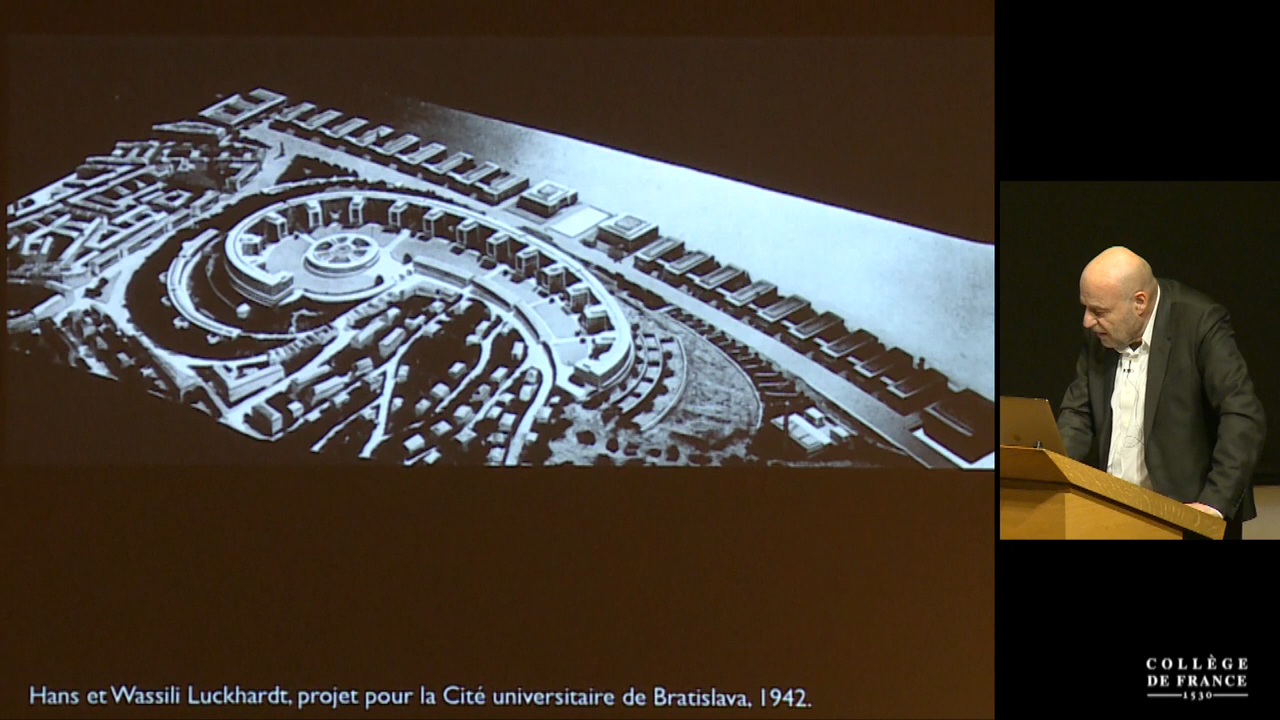 Hans et Wassili Luckhardt, projet pour la Cité universitaire de Bratislava, 1942.
COLLÈGE
DE FRANCE
1530